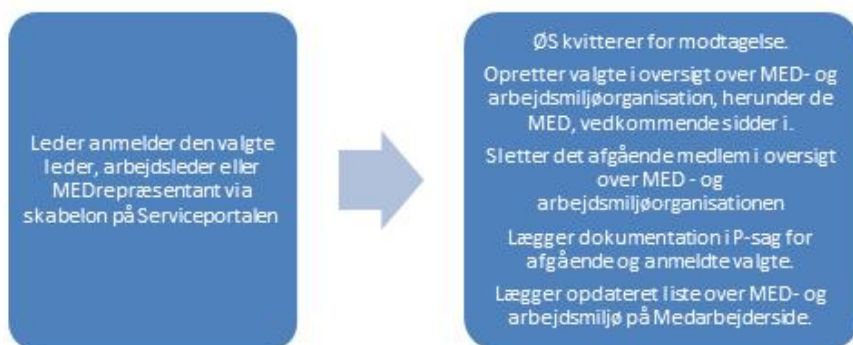 Leder anmelder den valgte
leder, arbejdsleder eller
MEDrepræsentant via
skabelon på Serviceportalen
ØS kvitterer for modtagelse.
Opretter valgte i oversigt over MED- og
arbejdsmiljøorganisation, herunder de
MED, vedkommende sidder i.
Sletter det afgående medlem i oversigt
over MED - og
arbejdsmiljøorganisationen
Lægger dokumentation i P-sag for
afgående og anmeldte valgte.
Lægger opdateret liste over MED- og
arbejdsmiljø på Medarbejderside.